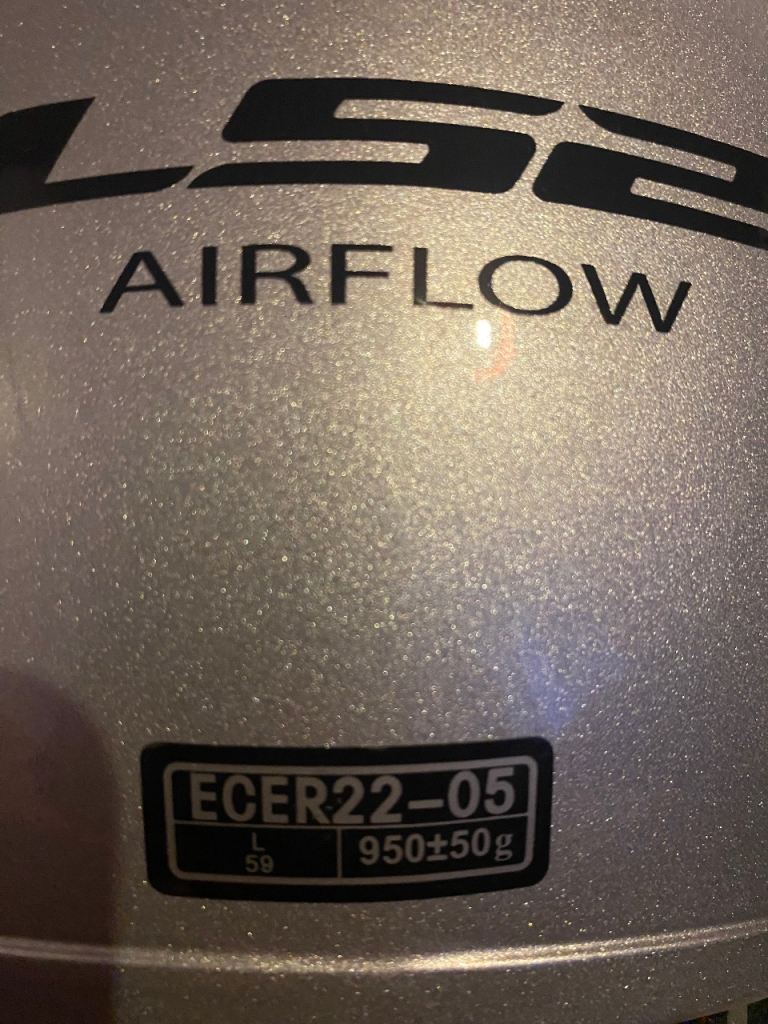 LS2
AIRFLOW
ECER22-05
L
59
950±50g